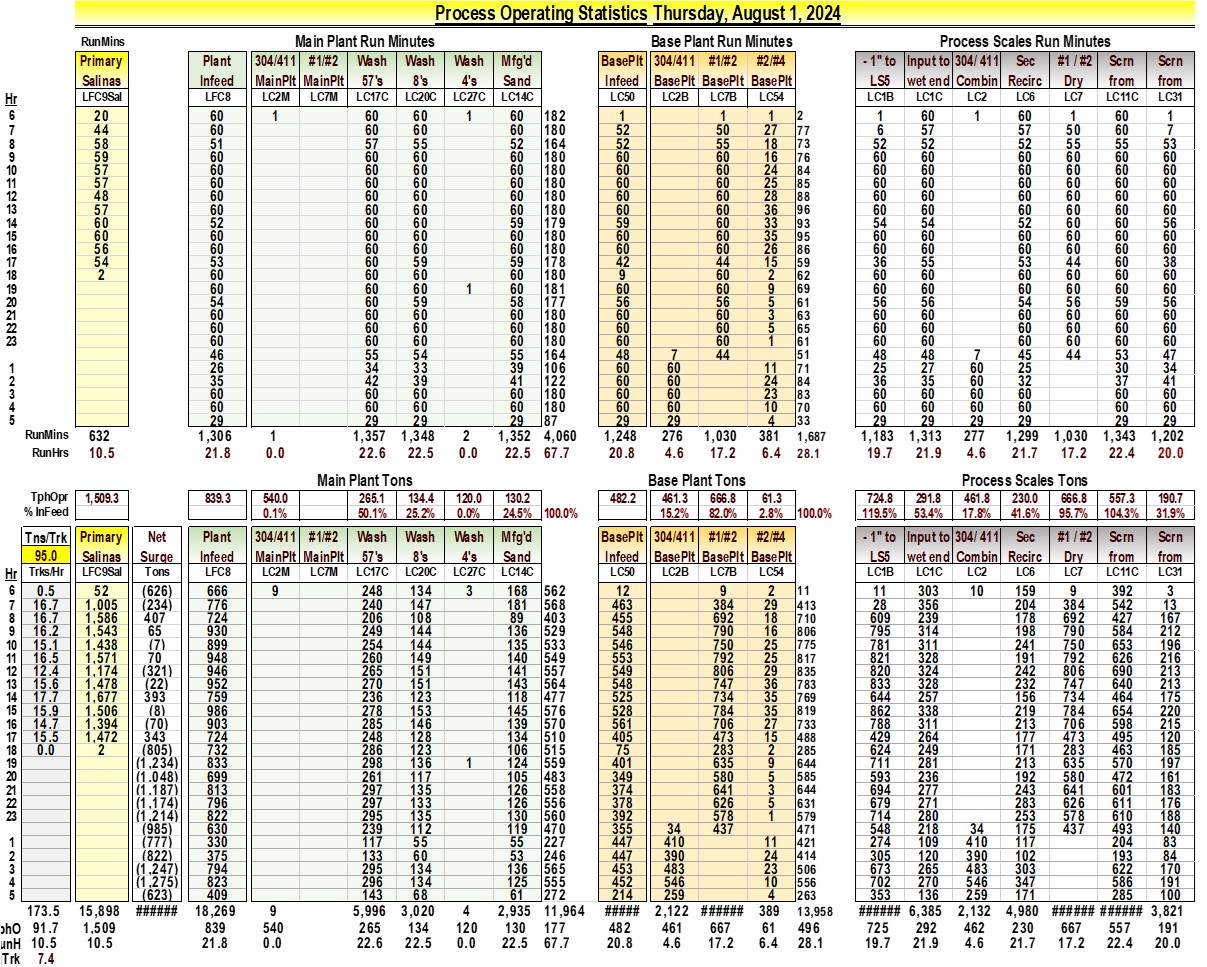 Process Operating Statistics Thursday, August 1, 2024
RunMins Main Plant Run Minutes Base Plant Run Minutes Process Scales Run Minutes
Primary Plant 304/411 #1/#2 Wash Wash Wash Mfg'd BasePlt 304/411 #1/#2 #2/#4 - 1" to Input to 304/ 411 Sec #1 / #2 Scrn Scrn
Salinas Infeed MainPlt MainPlt 57's 8's 4's Sand Infeed BasePlt BasePlt BasePlt LS5 wet end Combin Recirc Dry from from
Hr LFC9Sal LFC8 LC2M LC7M LC17C LC20C LC27C LC14C LC50 LC2B LC7B LC54 LC1B LC1C LC2 LC6 LC7 LC11C LC31
6 20 60 1 60 60 1 60 182 1 1 1 2 1 60 1 60 1 60 1
7 44 60 60 60 60 180 52 50 27 77 6 57 57 50 60 7
8 58 51 57 55 52 164 52 55 18 73 52 52 52 55 55 53
9 59 60 60 60 60 180 60 60 16 76 60 60 60 60 60 60
10 57 60 60 60 60 180 60 60 24 84 60 60 60 60 60 60
11 57 60 60 60 60 180 60 60 25 85 60 60 60 60 60 60
12 48 60 60 60 60 180 60 60 28 88 60 60 60 60 60 60
13 57 60 60 60 60 180 60 60 36 96 60 60 60 60 60 60
14 60 52 60 60 59 179 59 60 33 93 54 54 52 60 60 56
15 60 60 60 60 60 180 60 60 35 95 60 60 60 60 60 60
16 56 60 60 60 60 180 60 60 26 86 60 60 60 60 60 60
17 54 53 60 59 59 178 42 44 15 59 36 55 53 44 60 38
18 2 60 60 60 60 180 9 60 2 62 60 60 60 60 60 60
19 60 60 60 1 60 181 60 60 9 69 60 60 60 60 60 60
20 54 60 59 58 177 56 56 5 61 56 56 54 56 59 56
21 60 60 60 60 180 60 60 3 63 60 60 60 60 60 60
22 60 60 60 60 180 60 60 5 65 60 60 60 60 60 60
23 60 60 60 60 180 60 60 1 61 60 60 60 60 60 60
46 55 54 55 164 48 7 44 51 48 48 7 45 44 53 47
1 26 34 33 39 106 60 60 11 71 25 27 60 25 30 34
2 35 42 39 41 122 60 60 24 84 36 35 60 32 37 41
3 60 60 60 60 180 60 60 23 83 60 60 60 60 60 60
4 60 60 60 60 180 60 60 10 70 60 60 60 60 60 60
5 29 29 29 29 87 29 29 4 33 29 29 29 29 29 29
RunMins 632 1,306 1 1,357 1,348 2 1,352 4,060 1,248 276 1,030 381 1,687 1,183 1,313 277 1,299 1,030 1,343 1,202
RunHrs 10.5 21.8 0.0 22.6 22.5 0.0 22.5 67.7 20.8 4.6 17.2 6.4 28.1 19.7 21.9 4.6 21.7 17.2 22.4 20.0
Main Plant Tons Base Plant Tons Process Scales Tons
TphOpr 1,509.3 839.3 540.0 265.1 134.4 120.0 130.2 482.2 461.3 666.8 61.3 724.8 291.8 461.8 230.0 666.8 557.3 190.7
% InFeed 0.1% 50.1% 25.2% 0.0% 24.5% 100.0% 15.2% 82.0% 2.8% 100.0% 119.5% 53.4% 17.8% 41.6% 95.7% 104.3% 31.9%
Tns/Trk Primary Net Plant 304/411 #1/#2 Wash Wash Wash Mfg'd BasePlt 304/411 #1/#2 #2/#4 - 1" to Input to 304/ 411 Sec #1 / #2 Scrn Scrn
95.0 Salinas Surge Infeed MainPlt MainPlt 57's 8's 4's Sand Infeed BasePlt BasePlt BasePlt LS5 wet end Combin Recirc Dry from from
Hr Trks/Hr LFC9Sal Tons LFC8 LC2M LC7M LC17C LC20C LC27C LC14C LC50 LC2B LC7B LC54 LC1B LC1C LC2 LC6 LC7 LC11C LC31
6 0.5 52 (626) 666 9 248 134 3 168 562 12 9 2 11 11 303 10 159 9 392 3
7 16.7 1,005 (234) 776 240 147 181 568 463 384 29 413 28 356 204 384 542 13
8 16.7 1,586 407 724 206 108 89 403 455 692 18 710 609 239 178 692 427 167
9 16.2 1,543 65 930 249 144 136 529 548 790 16 806 795 314 198 790 584 212
10 15.1 1,438 (7) 899 254 144 135 533 546 750 25 775 781 311 241 750 653 196
11 16.5 1,571 70 948 260 149 140 549 553 792 25 817 821 328 191 792 626 216
12 12.4 1,174 (321) 946 265 151 141 557 549 806 29 835 820 324 242 806 690 213
13 15.6 1,478 (22) 952 270 151 143 564 548 747 36 783 833 328 232 747 640 213
14 17.7 1,677 393 759 236 123 118 477 525 734 35 769 644 257 156 734 464 175
15 15.9 1,506 (8) 986 278 153 145 576 528 784 35 819 862 338 219 784 654 220
16 14.7 1,394 (70) 903 285 146 139 570 561 706 27 733 788 311 213 706 598 215
17 15.5 1,472 343 724 248 128 134 510 405 473 15 488 429 264 177 473 495 120
18 0.0 2 (805) 732 286 123 106 515 75 283 2 285 624 249 171 283 463 185
19 (1,234) 833 298 136 1 124 559 401 635 9 644 711 281 213 635 570 197
20 (1,048) 699 261 117 105 483 349 580 5 585 593 236 192 580 472 161
21 (1,187) 813 297 135 126 558 374 641 3 644 694 277 243 641 601 183
22 (1,174) 796 297 133 126 556 378 626 5 631 679 271 283 626 611 176
23 (1,214) 822 295 135 130 560 392 578 1 579 714 280 253 578 610 188
(985) 630 239 112 119 470 355 34 437 471 548 218 34 175 437 493 140
1 (777) 330 117 55 55 227 447 410 11 421 274 109 410 117 204 83
2 (822) 375 133 60 53 246 447 390 24 414 305 120 390 102 193 84
3 (1,247) 794 295 134 136 565 453 483 23 506 673 265 483 303 622 170
4 (1,275) 823 296 134 125 555 452 546 10 556 702 270 546 347 586 191
5 (623) 409 143 68 61 272 214 259 4 263 353 136 259 171 285 100
173.5 15,898 ###### 18,269 9 5,996 3,020 4 2,935 11,964 ##### 2,122 ###### 389 13,958 ###### 6,385 2,132 4,980 ###### ###### 3,821
phO 91.7 1,509 839 540 265 134 120 130 177 482 461 667 61 496 725 292 462 230 667 557 191
unH 10.5 10.5 21.8 0.0 22.6 22.5 0.0 22.5 67.7 20.8 4.6 17.2 6.4 28.1 19.7 21.9 4.6 21.7 17.2 22.4 20.0
Trk 7.4